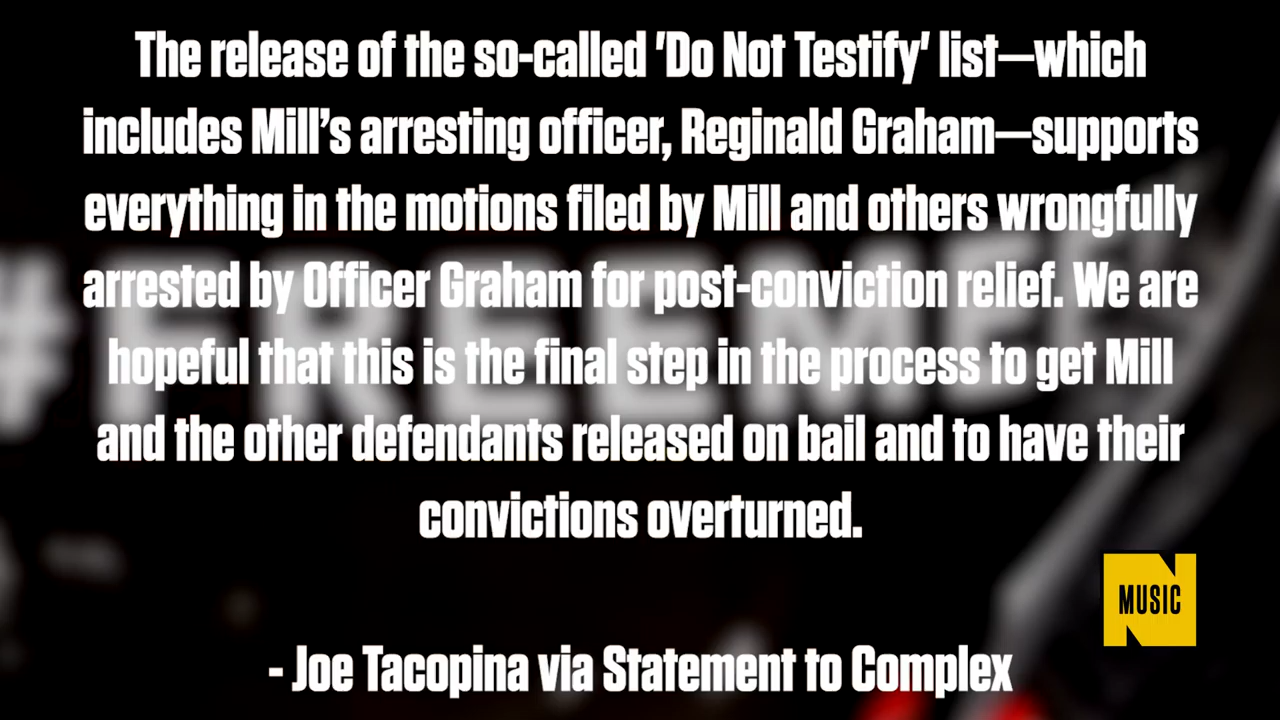 The release of the so-called 'Do Not Testify' list—which
includes Mill’s arresting officer, Reginald Graham—supports
everything in the motions filed by Mill and others wrongfully
arrested by Officer Graham for post-conviction relief. We are
hopeful that this is the final step in the process to get Mill
and the other defendants released on bail and to have their
convictions overturned.
- Joe Tacopina via Statement to Complex
#FREEMEEK
N
MUSIC